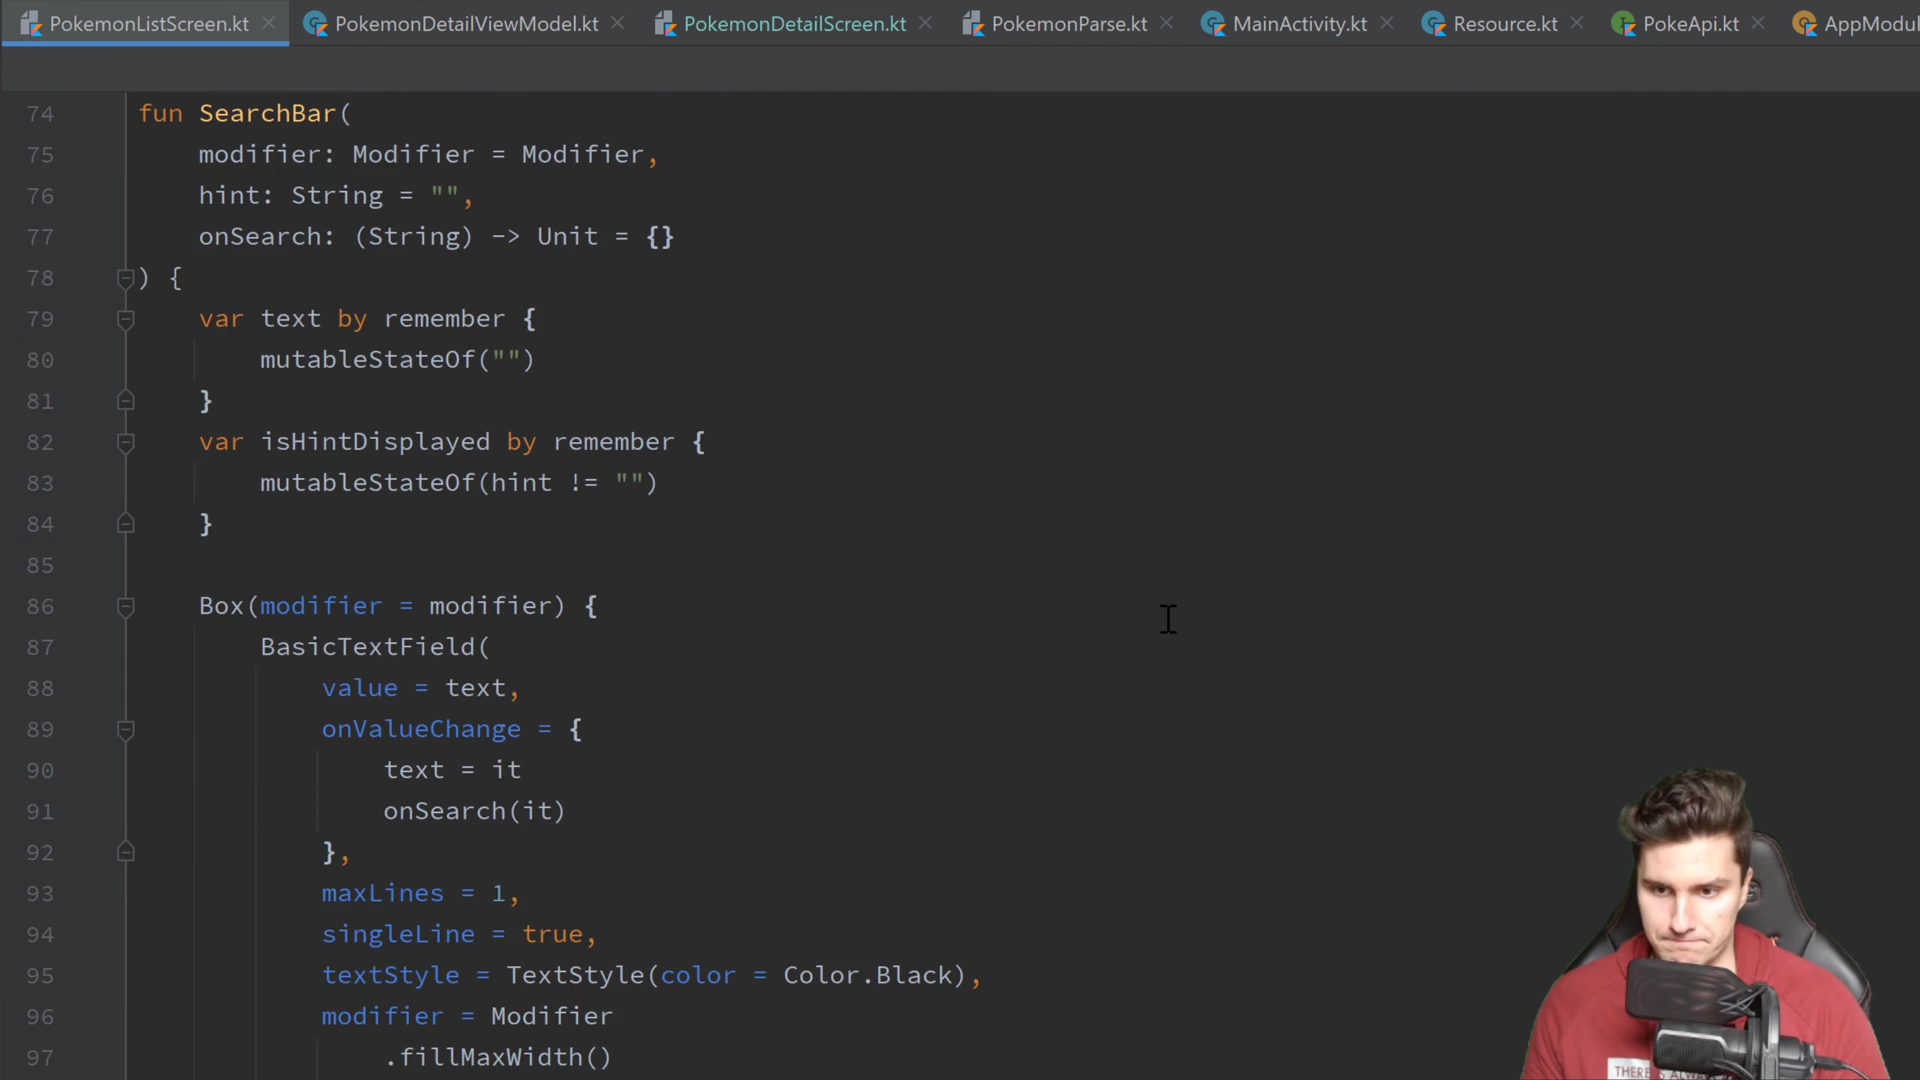 PokemonListScreen.kt PokemonDetailViewModel.kt PokemonDetailScreen.kt PokemonParse.kt MainActivity.kt Resource.kt PokeApi.kt AppModul
74 fun SearchBar(
75 modifier: Modifier = Modifier,
76 hint: String = "",
77 onSearch: (String) -> Unit = {}
78 ) {
79 var text by remember {
80 mutableStateOf("")
81 }
82 var isHintDisplayed by remember {
83 mutableStateOf(hint != "")
84 }
85
86 Box(modifier = modifier) {
87 BasicTextField(
88 value = text,
89 onValueChange = {
90 text = it
91 onSearch(it)
92 },
93 maxLines = 1,
94 singleLine = true,
95 textStyle = TextStyle(color = Color.Black),
96 modifier = Modifier
97 .fillMaxWidth()